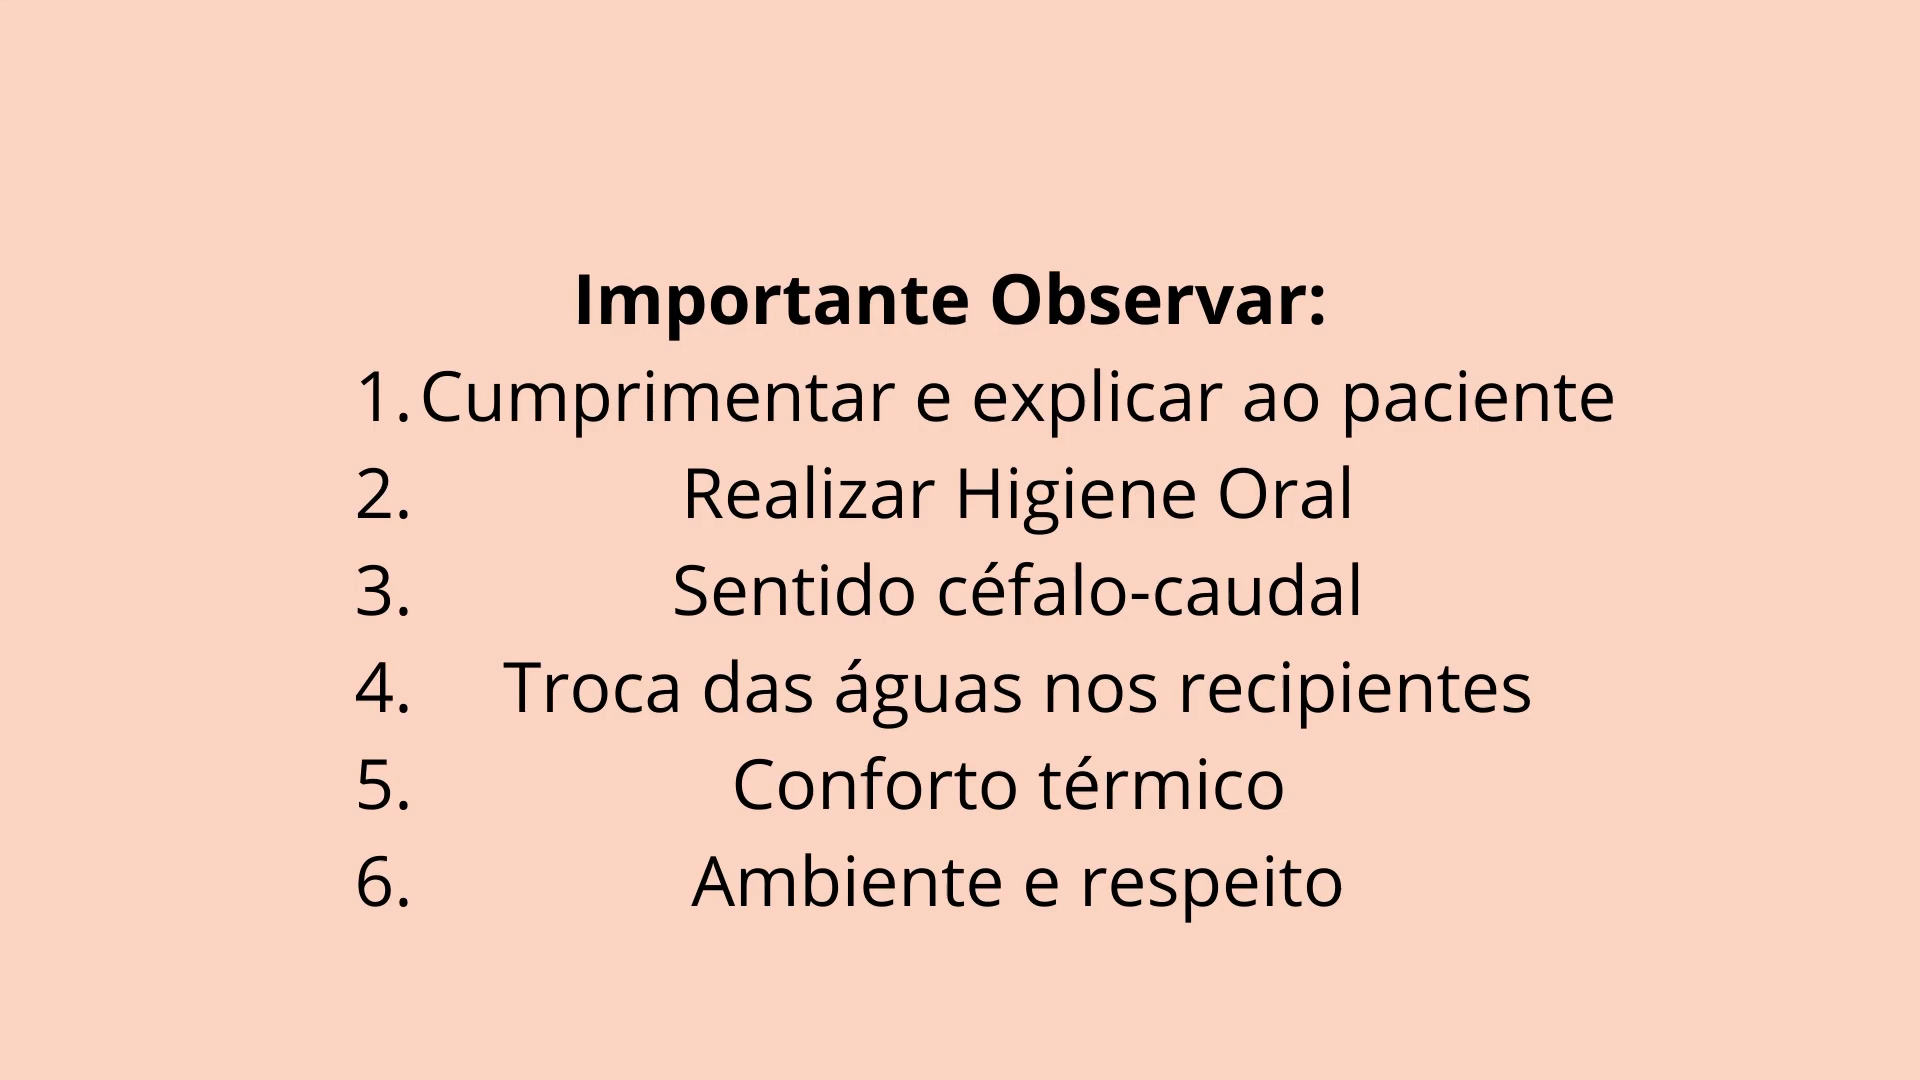 Importante Observar:
1. Cumprimentar e explicar ao paciente
2. Realizar Higiene Oral
3. Sentido céfalo-caudal
4. Troca das águas nos recipientes
5. Conforto térmico
6. Ambiente e respeito